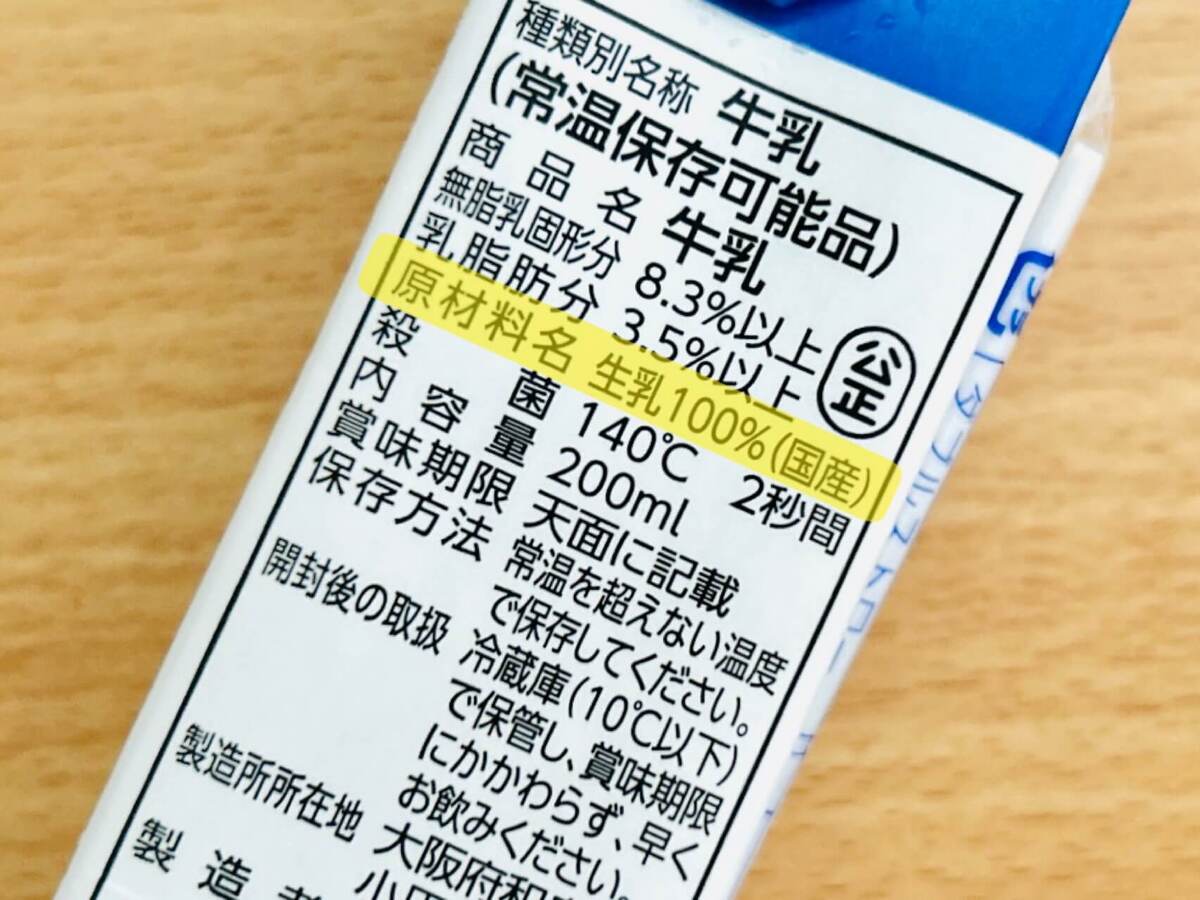 種類別名称 牛乳
(常温保存可能品)
商品名 牛乳
無脂乳固形分 8.3%以上
乳脂肪分 3.5%以上
公正
原材料名 生乳100%(国産)
殺菌 140℃ 2秒間
内容量 200ml
賞味期限 天面に記載
保存方法 常温を超えない温度
で保存してください。
開封後の取扱 冷蔵庫(10℃以下)
で保管し、賞味期限
にかかわらず、早く
お飲みください。
製造所所在地 大阪府和
製造